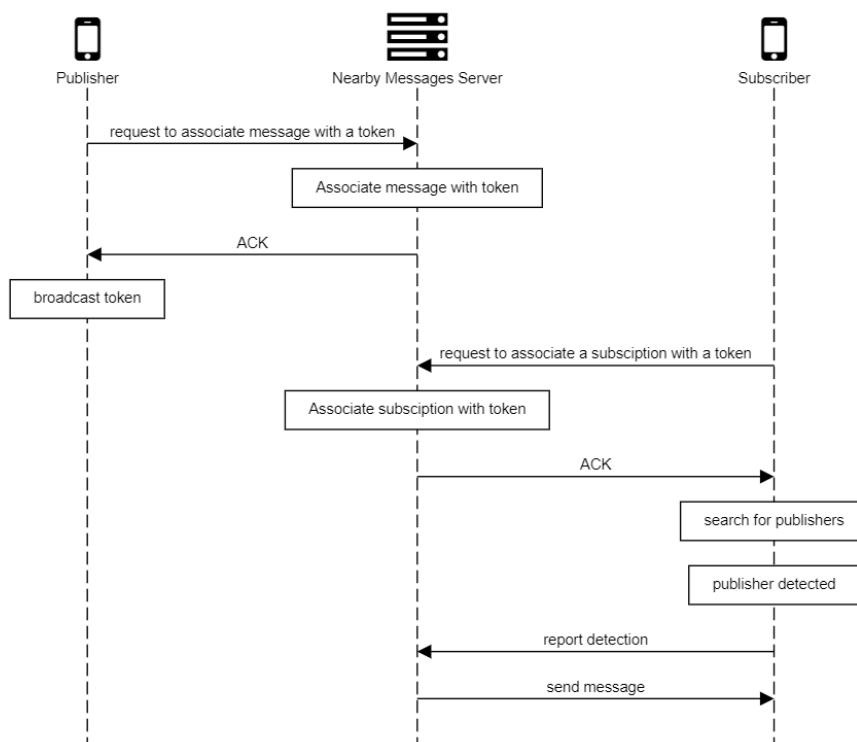 Publisher
Nearby Messages Server
Subscriber
request to associate message with a token
Associate message with token
ACK
broadcast token
request to associate a subsciption with a token
Associate subsciption with token
ACK
search for publishers
publisher detected
report detection
send message